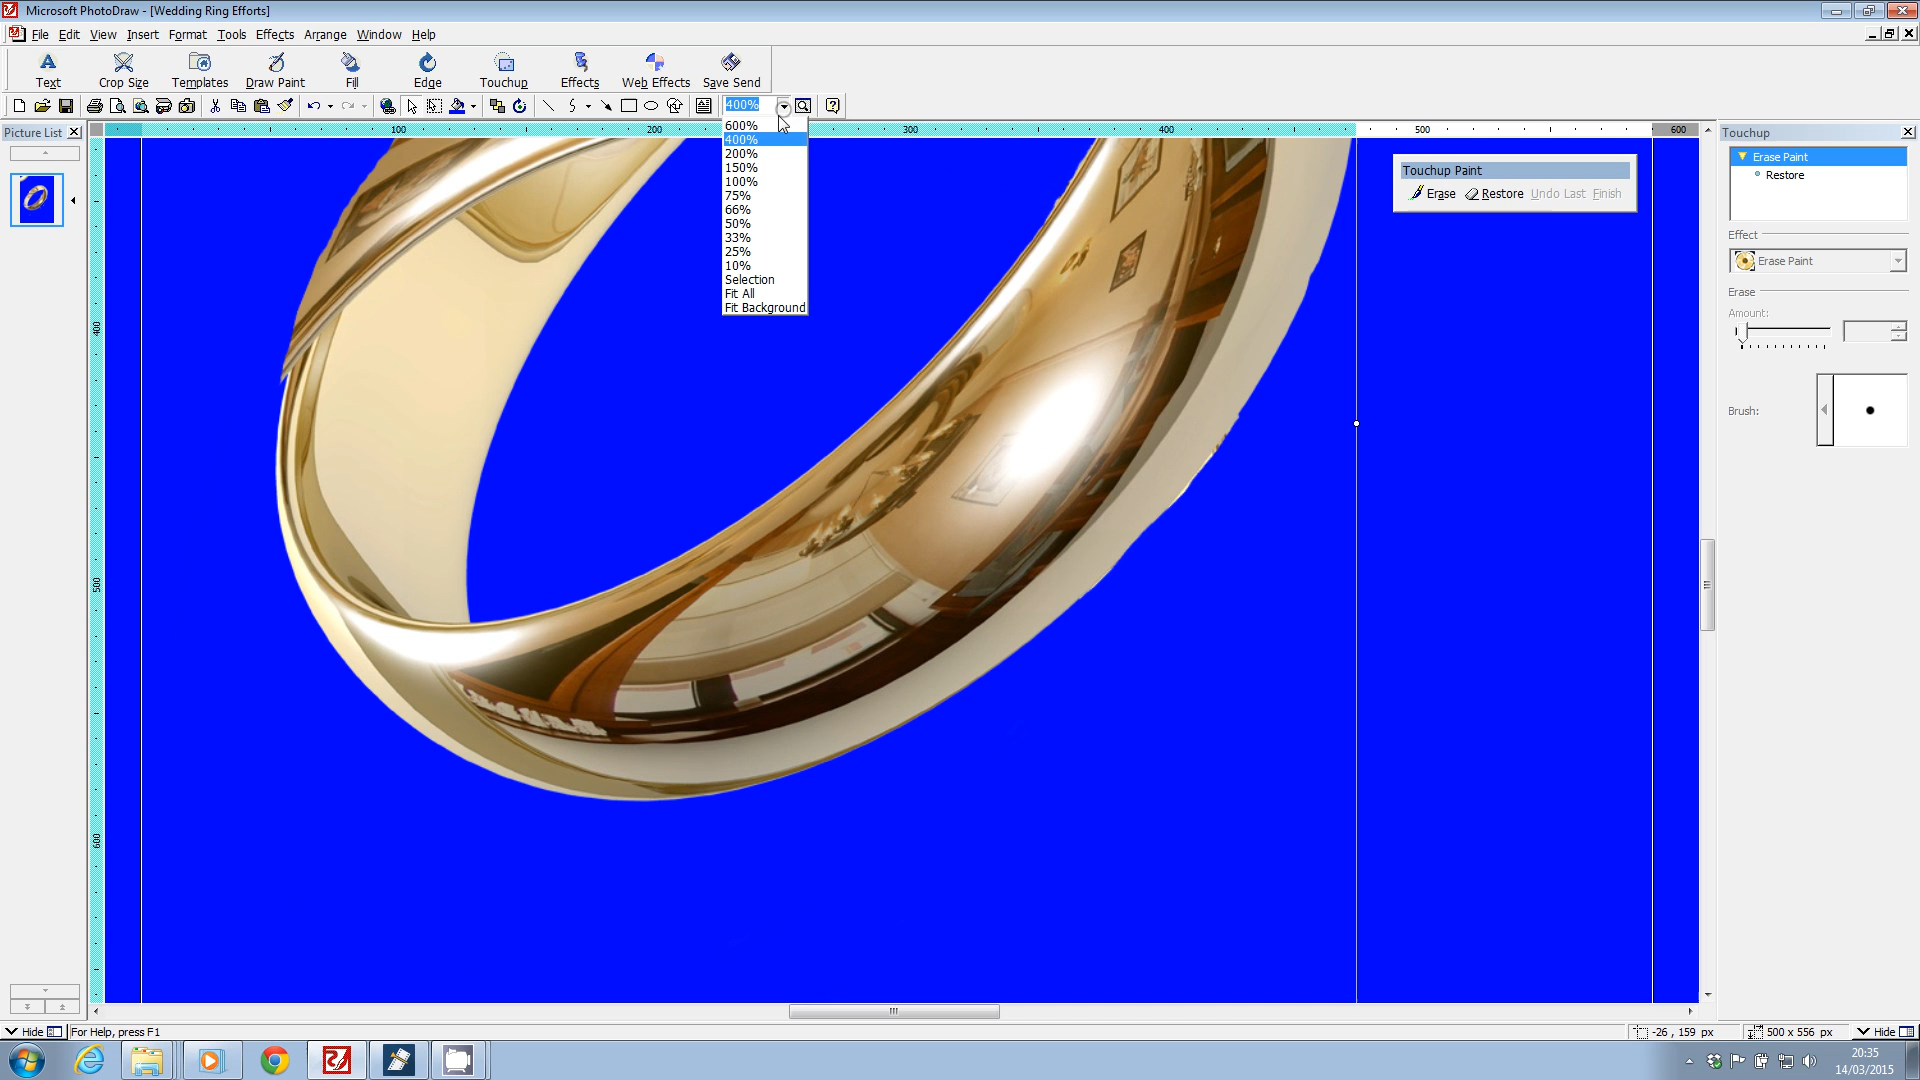 Microsoft PhotoDraw - [Wedding Ring Efforts]
File Edit View Insert Format Tools Effects Arrange Window Help
Text Crop Size Templates Draw Paint Fill Edge Touchup Effects Web Effects Save Send
400%
600%
400%
200%
150%
100%
75%
66%
50%
33%
25%
10%
Selection
Fit All
Fit Background
Picture List
100 200 300 400 500 600
400
500
600
Touchup Paint
Erase Restore Undo Last Finish
Touchup
Erase Paint
Restore
Effect
Erase Paint
Erase
Amount:
Brush:
Hide For Help, press F1
-26 , 159 px 500 x 556 px Hide
20:35
14/03/2015